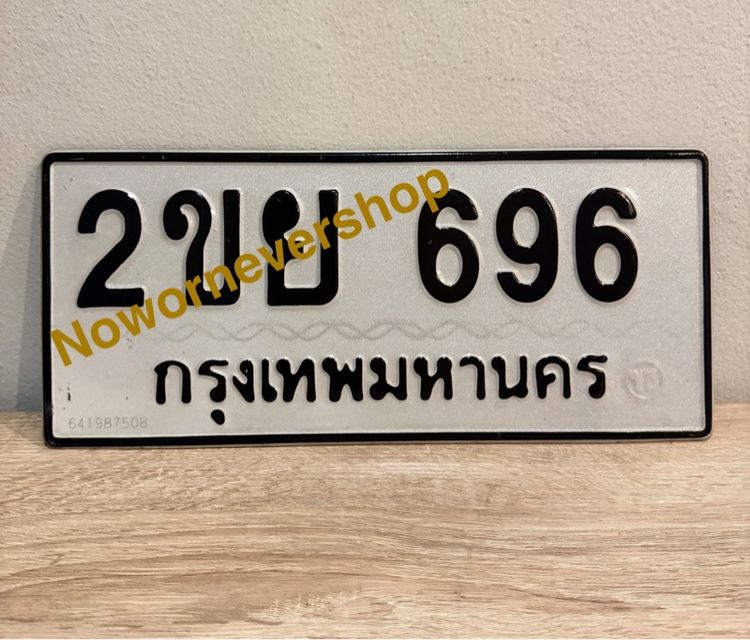 2ขย 696
Nowornevershop
กรุงเทพมหานคร
641987508